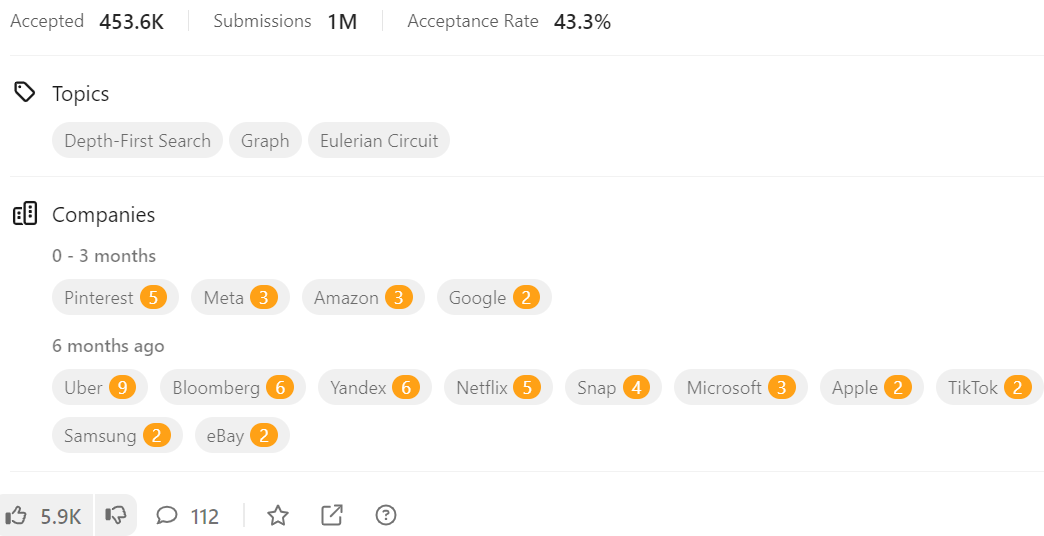 Accepted 453.6K Submissions 1M Acceptance Rate 43.3%
Topics
Depth-First Search Graph Eulerian Circuit
Companies
0 - 3 months
Pinterest 5 Meta 3 Amazon 3 Google 2
6 months ago
Uber 9 Bloomberg 6 Yandex 6 Netflix 5 Snap 4 Microsoft 3 Apple 2 TikTok 2
Samsung 2 eBay 2
5.9K 112